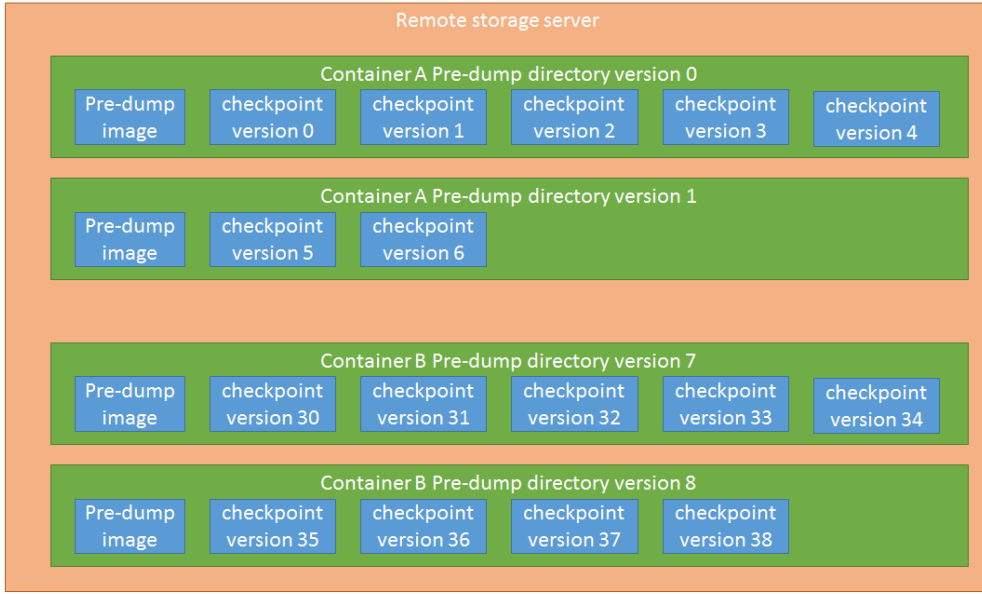 Remote storage server
Container A Pre-dump directory version 0
Pre-dump
image
checkpoint
version 0
checkpoint
version 1
checkpoint
version 2
checkpoint
version 3
checkpoint
version 4
Container A Pre-dump directory version 1
Pre-dump
image
checkpoint
version 5
checkpoint
version 6
Container B Pre-dump directory version 7
Pre-dump
image
checkpoint
version 30
checkpoint
version 31
checkpoint
version 32
checkpoint
version 33
checkpoint
version 34
Container B Pre-dump directory version 8
Pre-dump
image
checkpoint
version 35
checkpoint
version 36
checkpoint
version 37
checkpoint
version 38